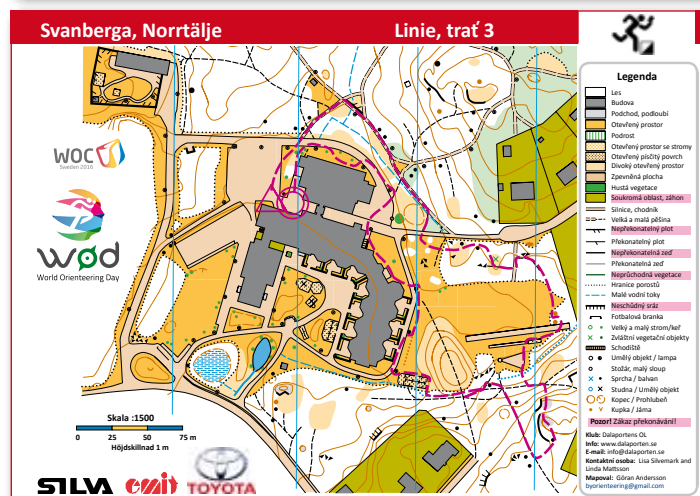 Svanberga, Norrtälje
Linie, trať 3
WOC
Sweden 2016
wod
World Orienteering Day
Skala :1500
0 25 50 75 m
Höjdskillnad 1 m
SILVA emit TOYOTA
Legenda
Les
Budova
Podchod, podloubí
Otevřený prostor
Podrost
Otevřený prostor se stromy
Otevřený písčitý povrch
Divoký otevřený prostor
Zpevněná plocha
Hustá vegetace
Soukromá oblast, záhon
Silnice, chodník
Velká a malá pěšina
Nepřekonatelný plot
Překonatelný plot
Nepřekonatelná zeď
Překonatelná zeď
Neprůchodná vegetace
Hranice porostů
Malé vodní toky
Neschůdný sráz
Fotbalová branka
Velký a malý strom/keř
Zvláštní vegetační objekty
Schodiště
Umělý objekt / lampa
Stožár, malý sloup
Sprcha / balvan
Studna / Umělý objekt
Kopec / Prohlubeň
Kupka / Jáma
Pozor! Zákaz překonávání!
Klub: Dalaportens OL
Info: www.dalaporten.se
E-mail: info@dalaporten.se
Kontaktní osoba: Lisa Silvemark and
Linda Mattsson
Mapoval: Göran Andersson
byorienteering@gmail.com